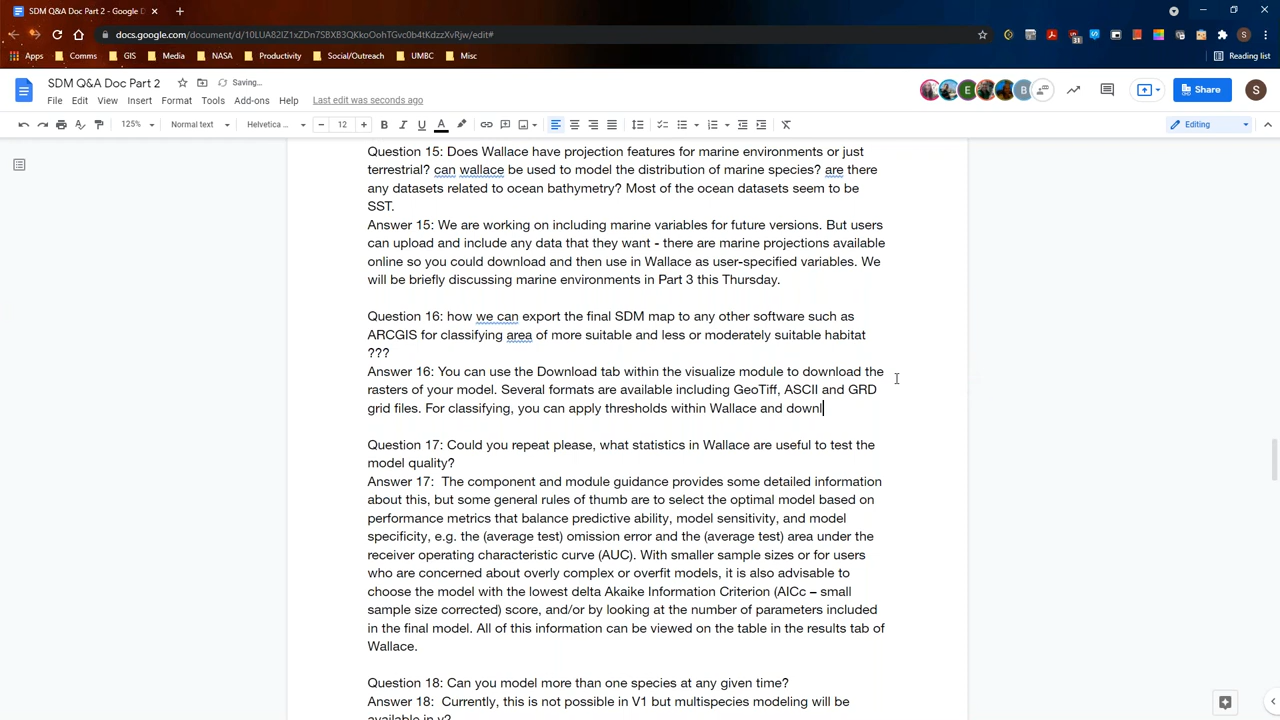 SDM Q&A Doc Part 2 - Google D
docs.google.com/document/d/10LUA82IZ1xZDn7SBXB3QKkoOohTGvc0b4tKdzzXvRjw/edit#
Apps Comms GIS Media NASA Productivity Social/Outreach UMBC Misc Reading list
SDM Q&A Doc Part 2 Saving...
File Edit View Insert Format Tools Add-ons Help Last edit was seconds ago
E B Share S
125% Normal text Helvetica ... 12 B I U A Editing
Question 15: Does Wallace have projection features for marine environments or just
terrestrial? can wallace be used to model the distribution of marine species? are there
any datasets related to ocean bathymetry? Most of the ocean datasets seem to be
SST.
Answer 15: We are working on including marine variables for future versions. But users
can upload and include any data that they want - there are marine projections available
online so you could download and then use in Wallace as user-specified variables. We
will be briefly discussing marine environments in Part 3 this Thursday.
Question 16: how we can export the final SDM map to any other software such as
ARCGIS for classifying area of more suitable and less or moderately suitable habitat
???
Answer 16: You can use the Download tab within the visualize module to download the
rasters of your model. Several formats are available including GeoTiff, ASCII and GRD
grid files. For classifying, you can apply thresholds within Wallace and downl
Question 17: Could you repeat please, what statistics in Wallace are useful to test the
model quality?
Answer 17: The component and module guidance provides some detailed information
about this, but some general rules of thumb are to select the optimal model based on
performance metrics that balance predictive ability, model sensitivity, and model
specificity, e.g. the (average test) omission error and the (average test) area under the
receiver operating characteristic curve (AUC). With smaller sample sizes or for users
who are concerned about overly complex or overfit models, it is also advisable to
choose the model with the lowest delta Akaike Information Criterion (AICc – small
sample size corrected) score, and/or by looking at the number of parameters included
in the final model. All of this information can be viewed on the table in the results tab of
Wallace.
Question 18: Can you model more than one species at any given time?
Answer 18: Currently, this is not possible in V1 but multispecies modeling will be
available in v2